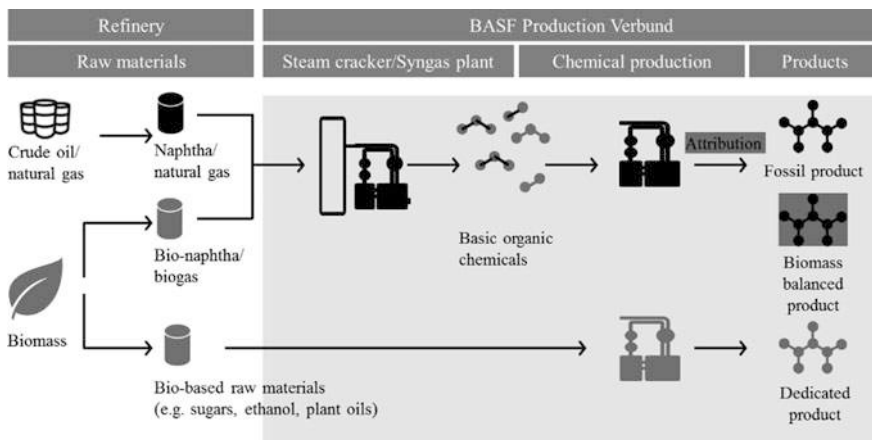 Refinery
BASF Production Verbund
Raw materials
Steam cracker/Syngas plant
Chemical production
Products
Crude oil/
natural gas
Naphtha/
natural gas
Attribution
Fossil product
Bio-naphtha/
biogas
Basic organic
chemicals
Biomass
balanced
product
Biomass
Bio-based raw materials
(e.g. sugars, ethanol, plant oils)
Dedicated
product